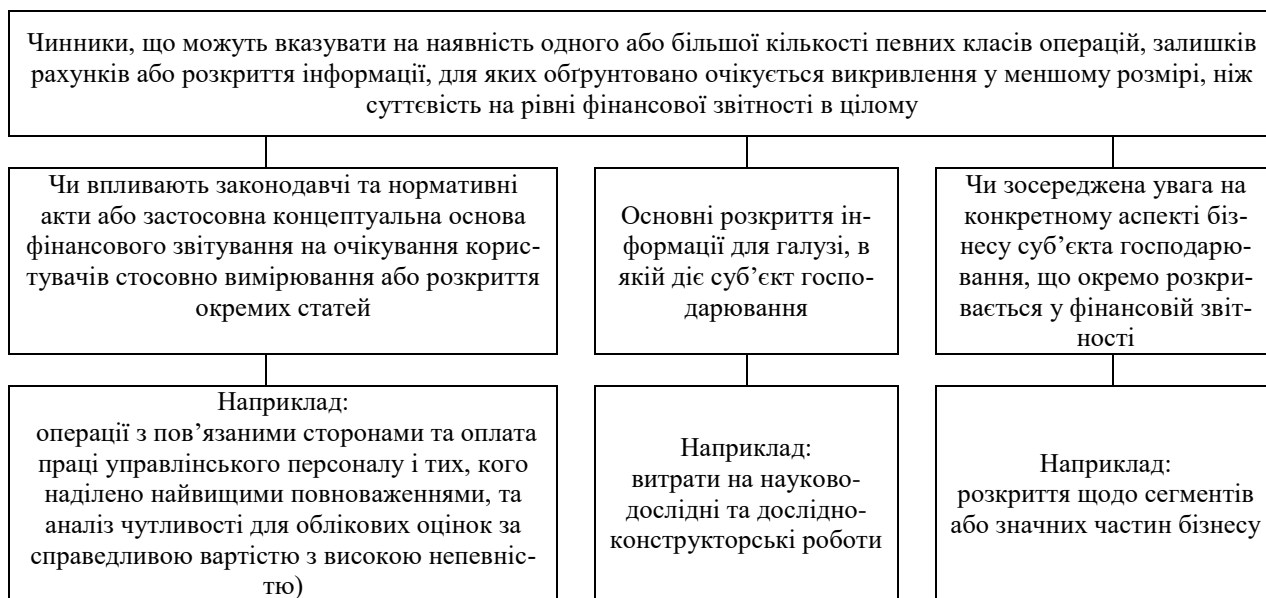 Чинники, що можуть вказувати на наявність одного або більшої кількості певних класів операцій, залишків
рахунків або розкриття інформації, для яких обґрунтовано очікується викривлення у меншому розмірі, ніж
суттєвість на рівні фінансової звітності в цілому
Чи впливають законодавчі та нормативні
акти або застосовна концептуальна основа
фінансового звітування на очікування корис-
тувачів стосовно вимірювання або розкриття
окремих статей
Основні розкриття ін-
формації для галузі, в
якій діє суб’єкт госпо-
дарювання
Чи зосереджена увага на
конкретному аспекті біз-
несу суб’єкта господарю-
вання, що окремо розкри-
вається у фінансовій звіт-
ності
Наприклад:
операції з пов’язаними сторонами та оплата
праці управлінського персоналу і тих, кого
наділено найвищими повноваженнями, та
аналіз чутливості для облікових оцінок за
справедливою вартістю з високою непевніс-
тю)
Наприклад:
витрати на науково-
дослідні та дослідно-
конструкторські роботи
Наприклад:
розкриття щодо сегментів
або значних частин бізнесу